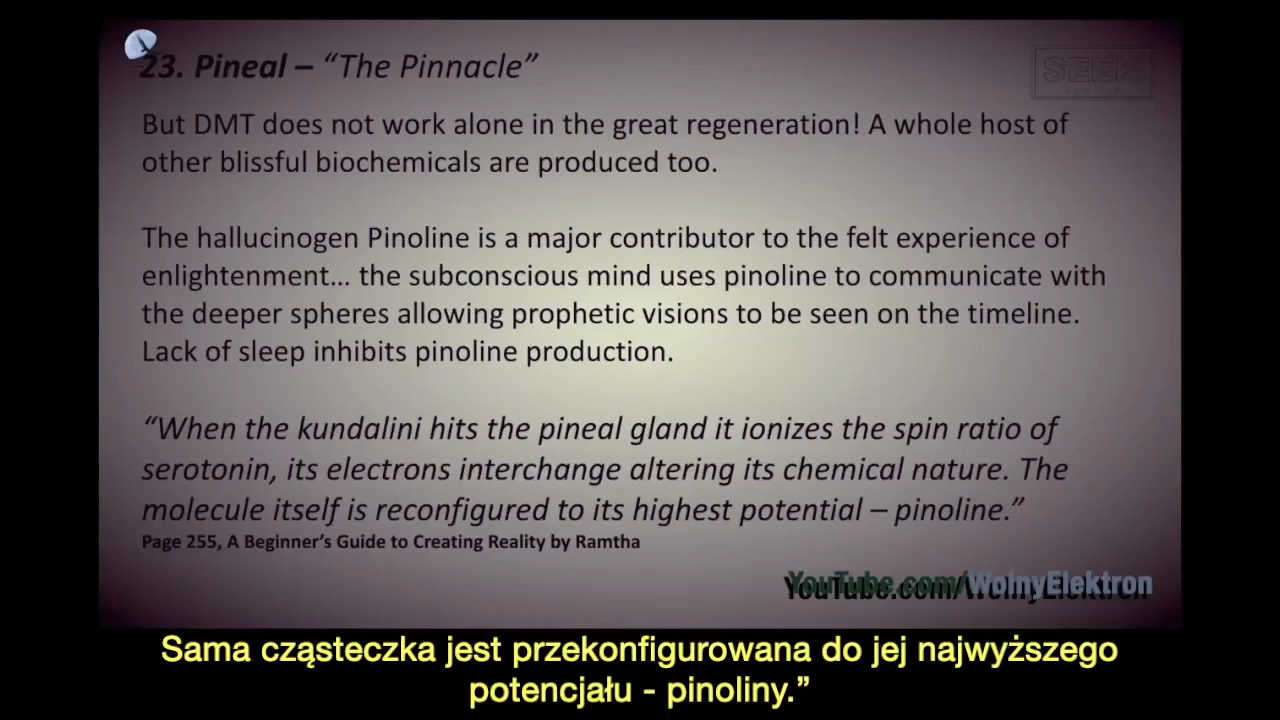 23. Pineal – “The Pinnacle”
SEEK
But DMT does not work alone in the great regeneration! A whole host of
other blissful biochemicals are produced too.
The hallucinogen Pinoline is a major contributor to the felt experience of
enlightenment… the subconscious mind uses pinoline to communicate with
the deeper spheres allowing prophetic visions to be seen on the timeline.
Lack of sleep inhibits pinoline production.
“When the kundalini hits the pineal gland it ionizes the spin ratio of
serotonin, its electrons interchange altering its chemical nature. The
molecule itself is reconfigured to its highest potential – pinoline.”
Page 255, A Beginner’s Guide to Creating Reality by Ramtha
YouTube.com/WolnyElektron
Sama cząsteczka jest przekonfigurowana do jej najwyższego
potencjału - pinoliny.”